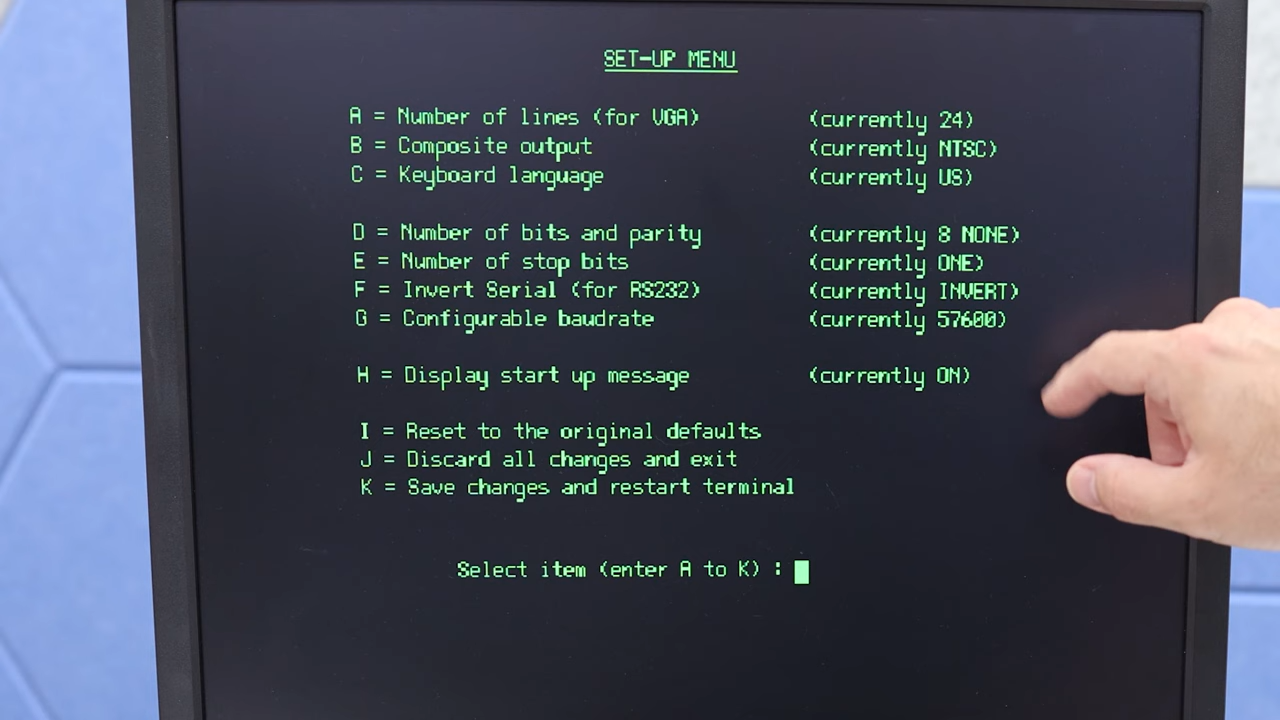 SET-UP MENU
A = Number of lines (for VGA) (currently 24)
B = Composite output (currently NTSC)
C = Keyboard language (currently US)
D = Number of bits and parity (currently 8 NONE)
E = Number of stop bits (currently ONE)
F = Invert Serial (for RS232) (currently INVERT)
G = Configurable baudrate (currently 57600)
H = Display start up message (currently ON)
I = Reset to the original defaults
J = Discard all changes and exit
K = Save changes and restart terminal
Select item (enter A to K) :